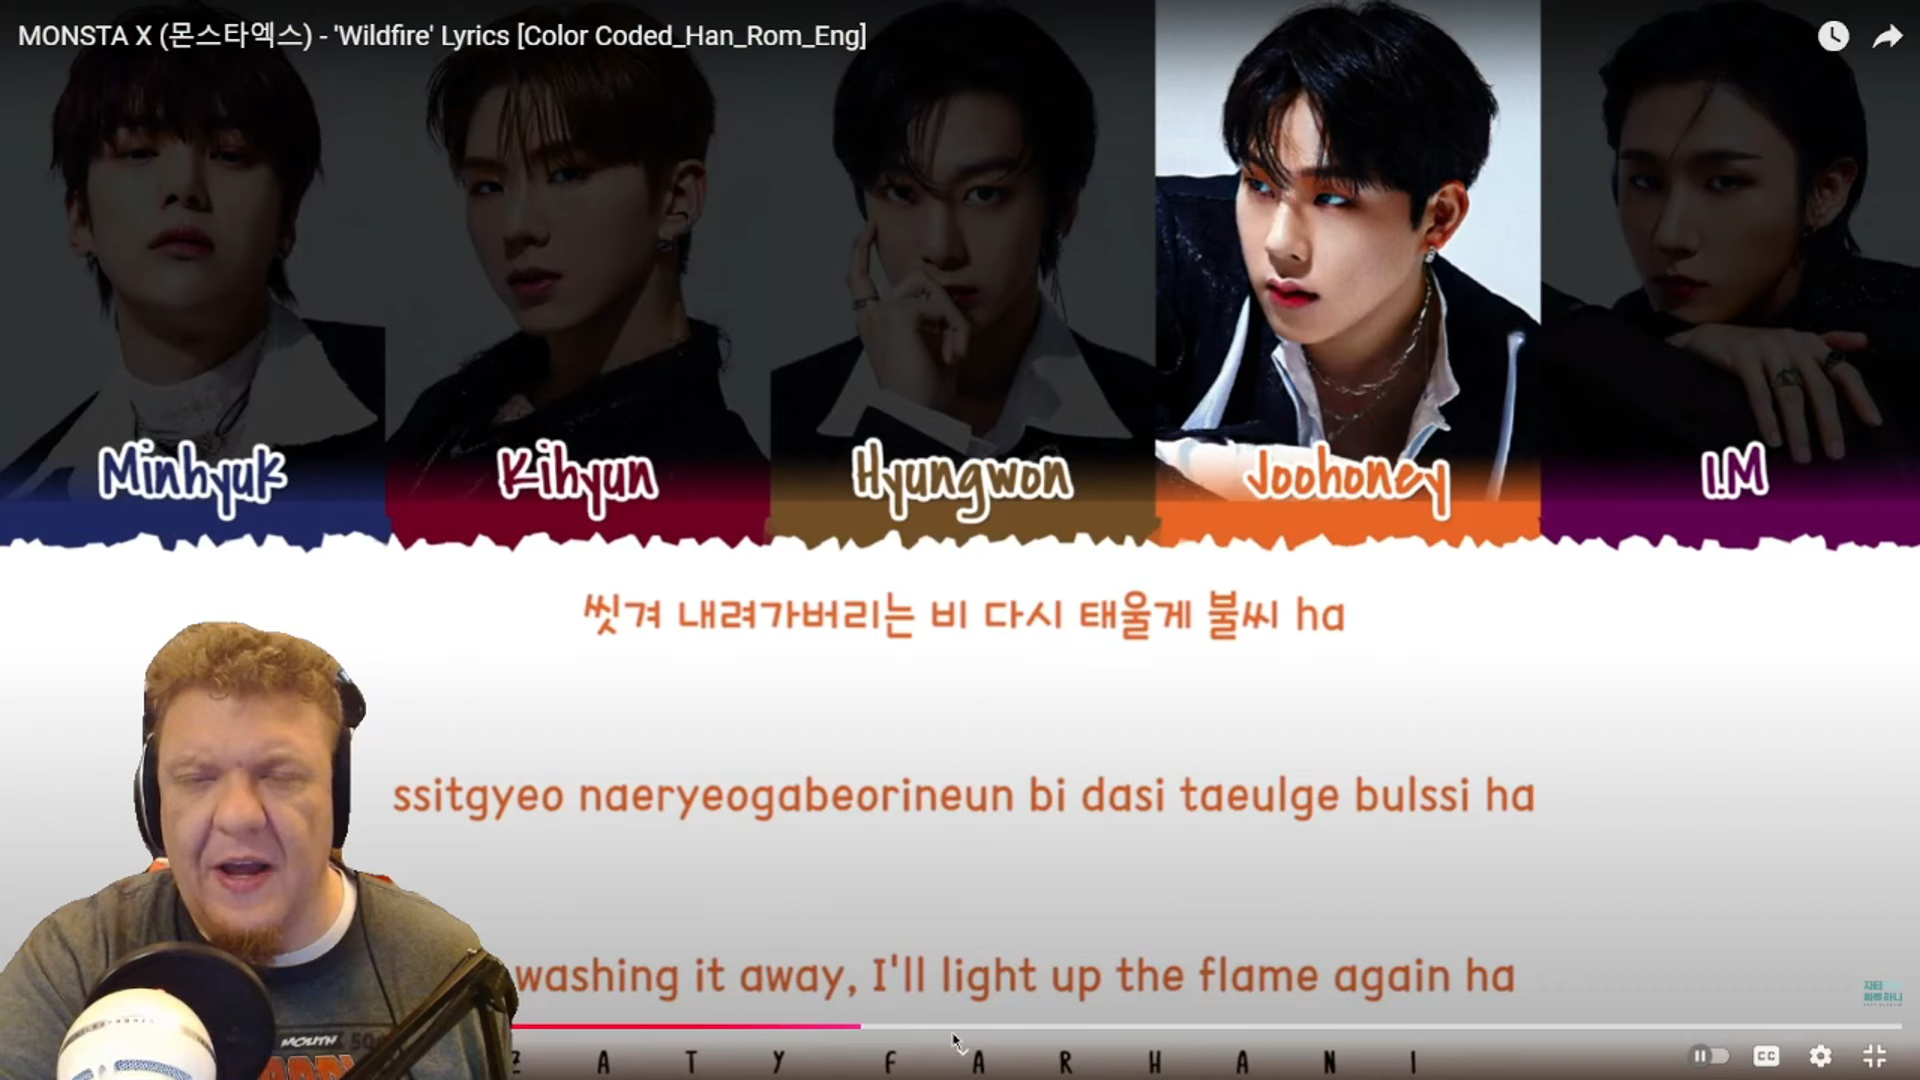 MONSTA X (몬스타엑스) - 'Wildfire' Lyrics [Color Coded_Han_Rom_Eng]
Minhyuk
Kihyun
Hyungwon
Joohoney
I.M
씻겨 내려가버리는 비 다시 태울게 불씨 ha
ssitgyeo naeryeogabeorineun bi dasi taeulge bulssi ha
washing it away, I'll light up the flame again ha
A T Y F A R H A N I
CC
MOUTH